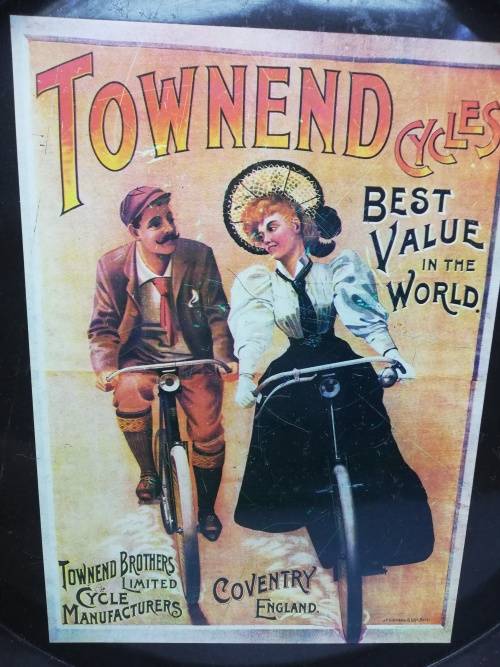 TOWNEND
CYCLES
BEST
VALUE
IN THE
WORLD.
TOWNEND BROTHERS
LIMITED
CYCLE
MANUFACTURERS
COVENTRY
ENGLAND.